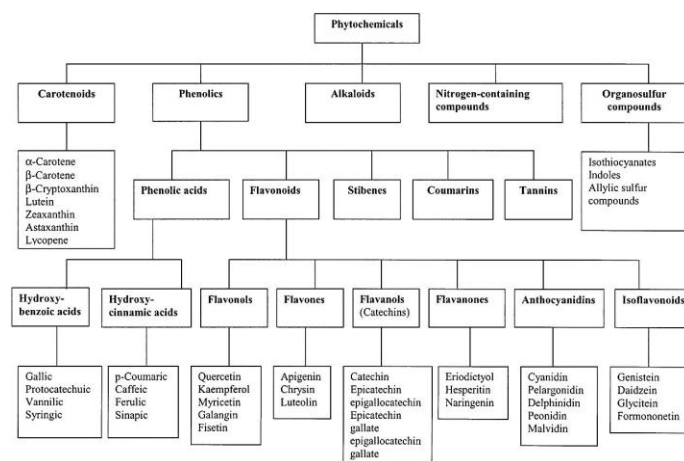 Phytochemicals
Carotenoids
Phenolics
Alkaloids
Nitrogen-containing
compounds
Organosulfur
compounds
α-Carotene
β-Carotene
β-Cryptoxanthin
Lutein
Zeaxanthin
Astaxanthin
Lycopene
Isothiocyanates
Indoles
Allylic sulfur
compounds
Phenolic acids
Flavonoids
Stibenes
Coumarins
Tannins
Hydroxy-
benzoic acids
Hydroxy-
cinnamic acids
Flavonols
Flavones
Flavanols
(Catechins)
Flavanones
Anthocyanidins
Isoflavonoids
Gallic
Protocatechuic
Vannilic
Syringic
p-Coumaric
Caffeic
Ferulic
Sinapic
Quercetin
Kaempferol
Myricetin
Galangin
Fisetin
Apigenin
Chrysin
Luteolin
Catechin
Epicatechin
epigallocatechin
Epicatechin
gallate
epigallocatechin
gallate
Eriodictyol
Hesperitin
Naringenin
Cyanidin
Pelargonidin
Delphinidin
Peonidin
Malvidin
Genistein
Daidzein
Glycitein
Formononetin